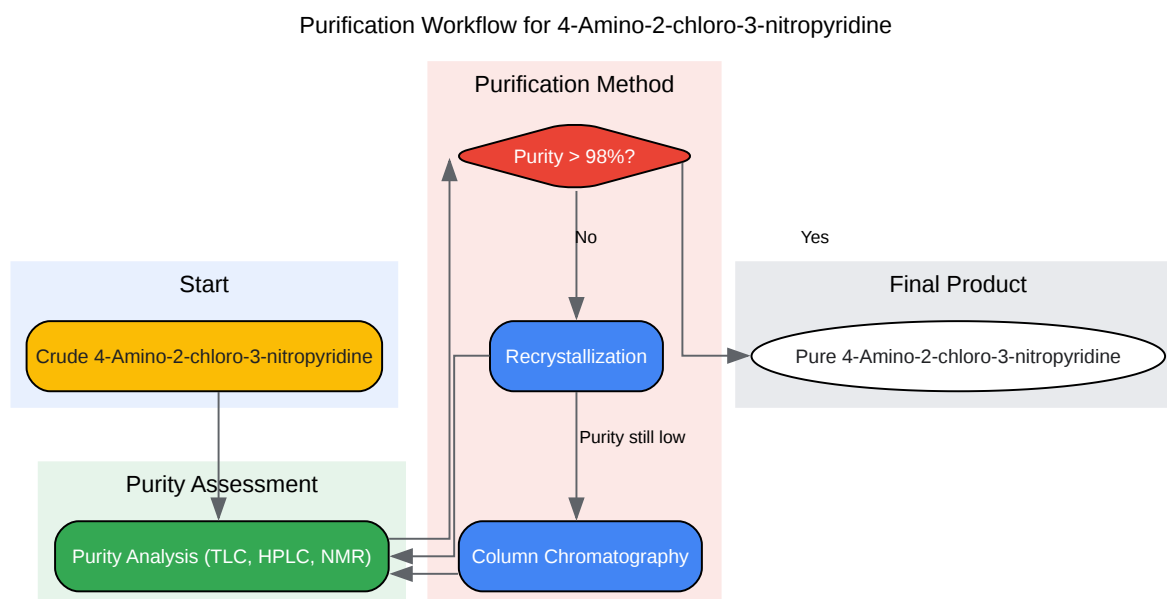 Purification Workflow for 4-Amino-2-chloro-3-nitropyridine
Purification Method
Purity > 98%?
No
Yes
Start
Final Product
Crude 4-Amino-2-chloro-3-nitropyridine
Recrystallization
Pure 4-Amino-2-chloro-3-nitropyridine
Purity still low
Purity Assessment
Purity Analysis (TLC, HPLC, NMR)
Column Chromatography